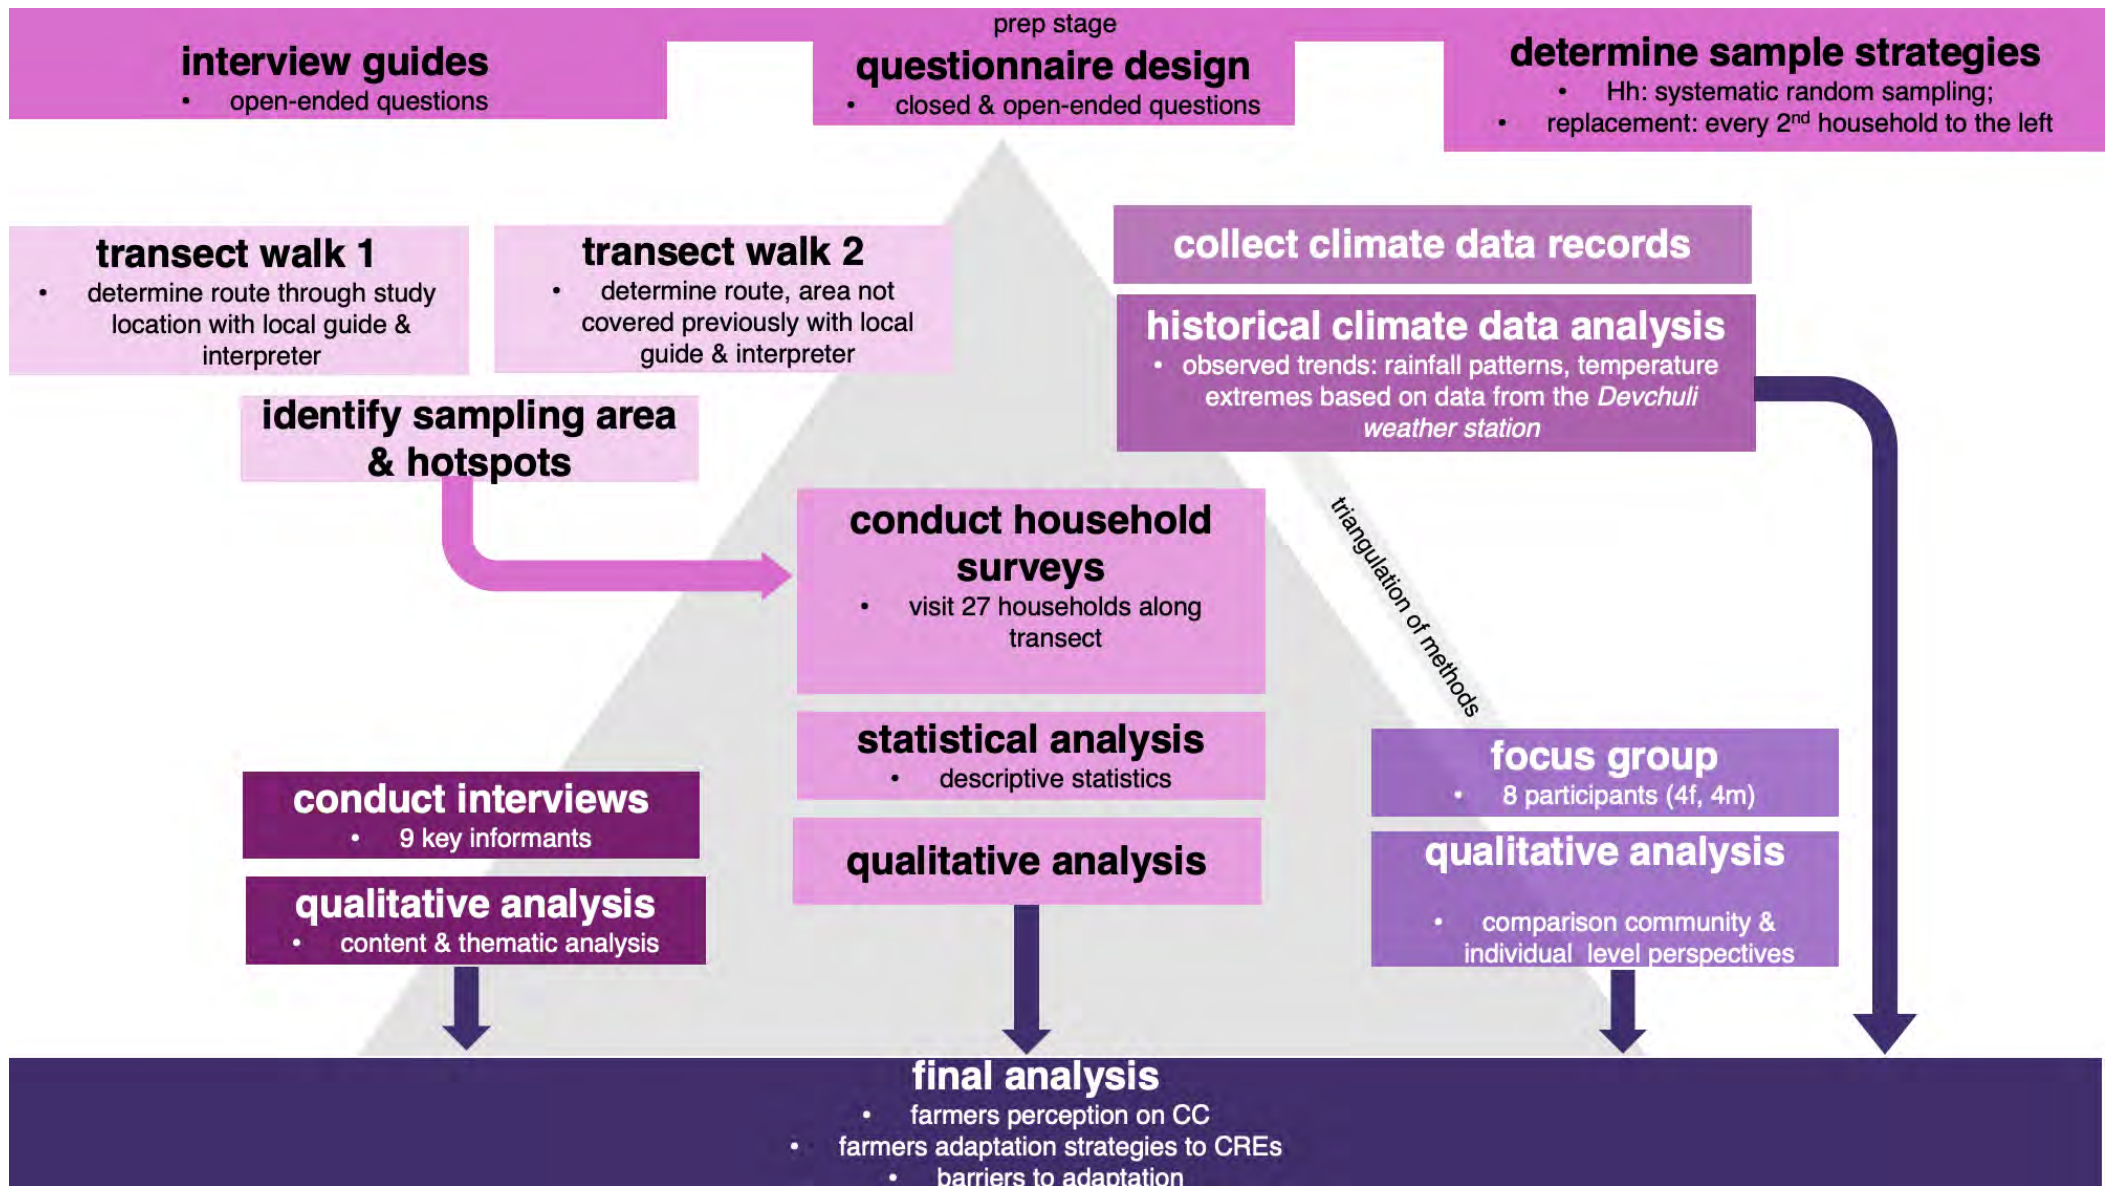 prep stage
interview guides
• open-ended questions
questionnaire design
• closed & open-ended questions
determine sample strategies
• Hh: systematic random sampling;
• replacement: every 2nd household to the left
transect walk 1
• determine route through study
location with local guide &
interpreter
transect walk 2
• determine route, area not
covered previously with local
guide & interpreter
identify sampling area
& hotspots
collect climate data records
historical climate data analysis
• observed trends: rainfall patterns, temperature
extremes based on data from the Devchuli
weather station
triangulation of methods
conduct household
surveys
• visit 27 households along
transect
statistical analysis
• descriptive statistics
qualitative analysis
conduct interviews
• 9 key informants
qualitative analysis
• content & thematic analysis
focus group
• 8 participants (4f, 4m)
qualitative analysis
• comparison community &
individual level perspectives
final analysis
• farmers perception on CC
• farmers adaptation strategies to CREs
• barriers to adaptation